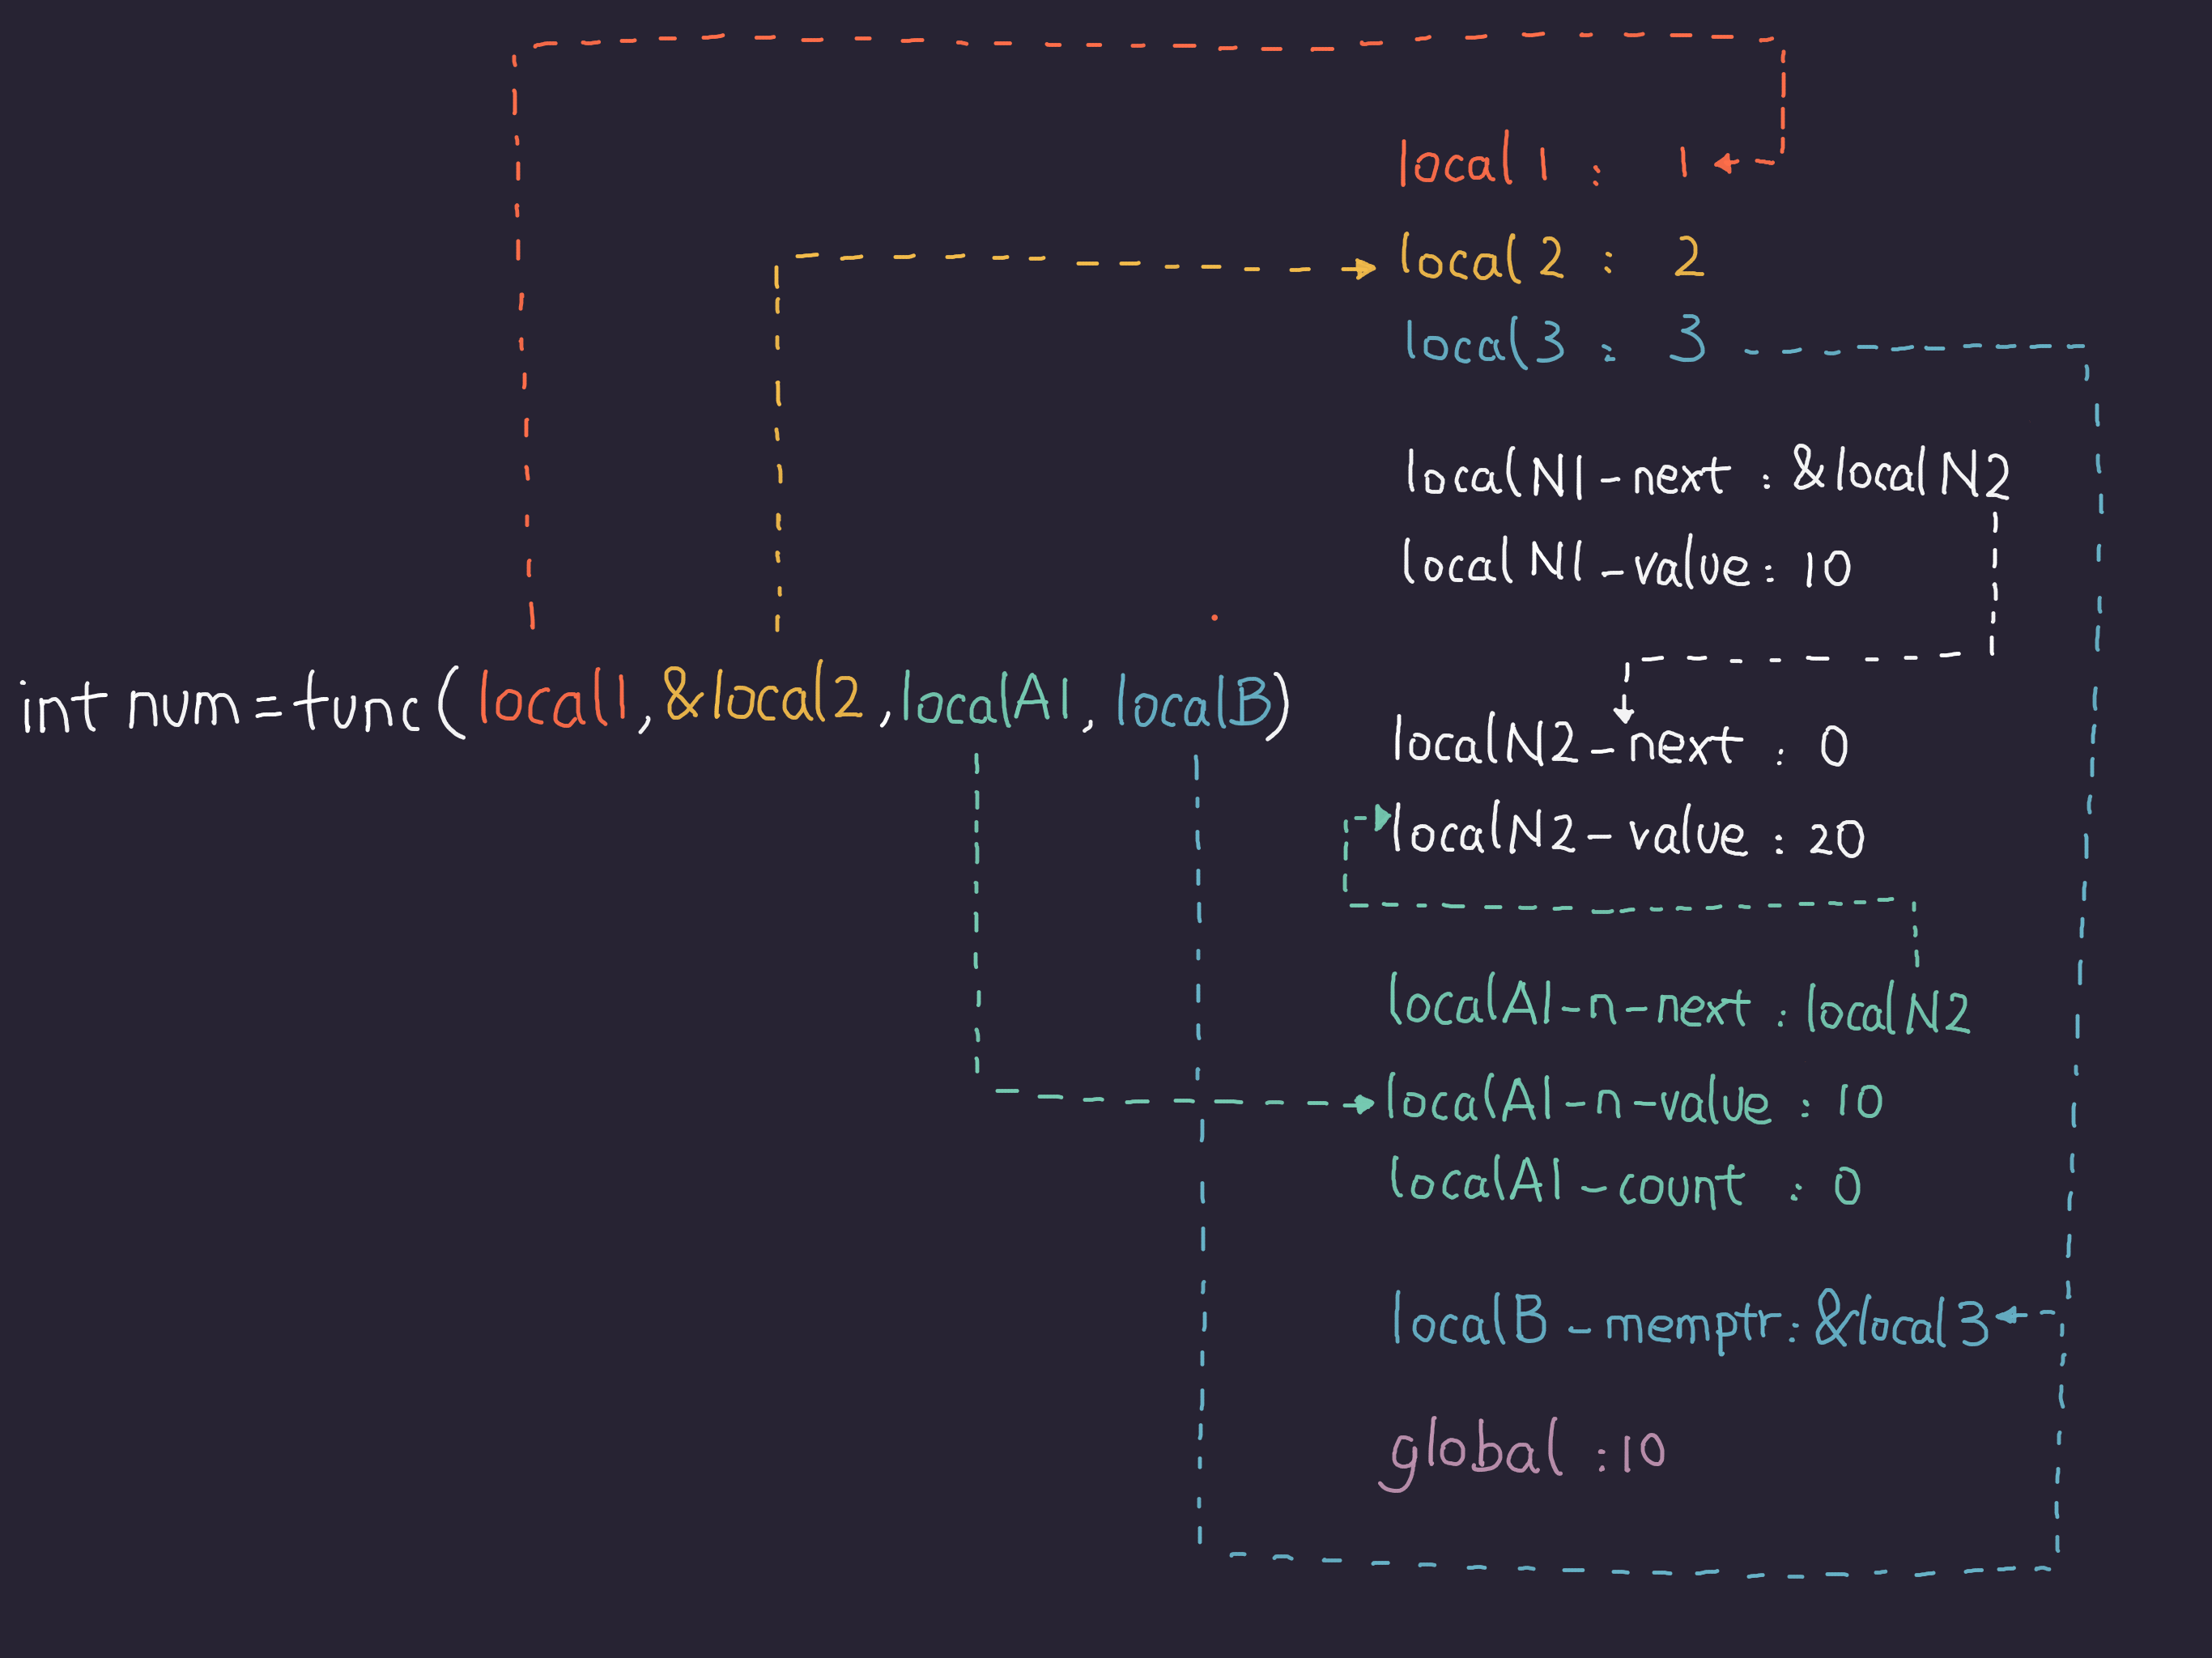 local1 : 1
local2 : 2
local3 : 3
localN1-next : &localN2
localN1-value: 10
int num=func(local1,&local2,localA1,localB)
localN2-next : 0
localN2-value : 20
localA1-n-next : localN2
localA1-n-value : 10
localA1-count : 0
localB-memptr: &local3
global :10